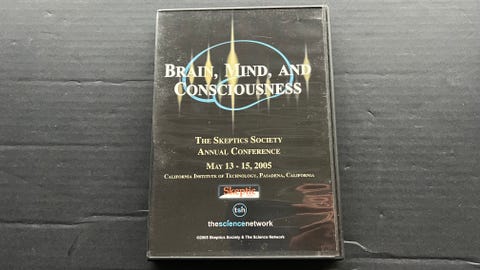 BRAIN, MIND, AND
CONSCIOUSNESS
THE SKEPTICS SOCIETY
ANNUAL CONFERENCE
MAY 13 - 15, 2005
CALIFORNIA INSTITUTE OF TECHNOLOGY, PASADENA, CALIFORNIA
Skeptic
tsn
thesciencenetwork
©2005 Skeptics Society & The Science Network